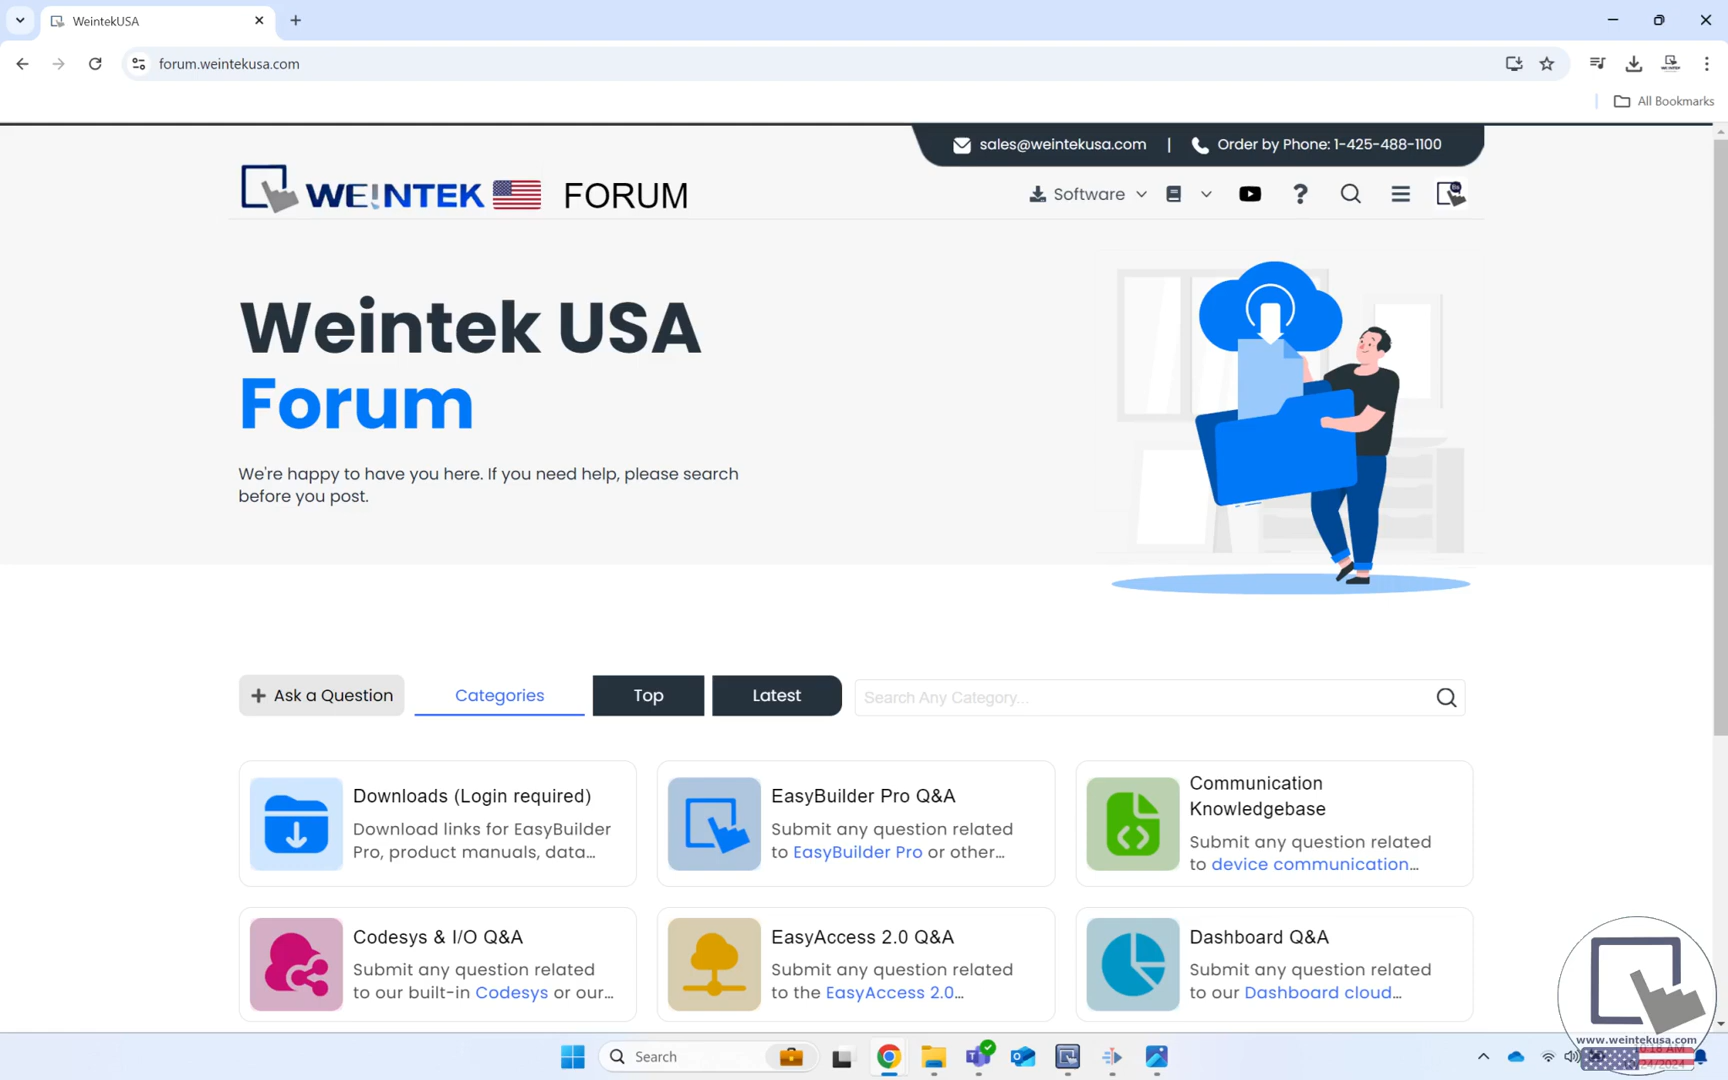 WeintekUSA
forum.weintekusa.com
All Bookmarks
sales@weintekusa.com | Order by Phone: 1-425-488-1100
WEINTEK FORUM
Software
Weintek USA
Forum
We're happy to have you here. If you need help, please search
before you post.
+ Ask a Question
Categories
Top
Latest
Search Any Category...
Downloads (Login required)
Download links for EasyBuilder
Pro, product manuals, data...
EasyBuilder Pro Q&A
Submit any question related
to EasyBuilder Pro or other...
Communication
Knowledgebase
Submit any question related
to device communication...
Codesys & I/O Q&A
Submit any question related
to our built-in Codesys or our...
EasyAccess 2.0 Q&A
Submit any question related
to the EasyAccess 2.0...
Dashboard Q&A
Submit any question related
to our Dashboard cloud...
www.weintekusa.com
Search
10:18 AM